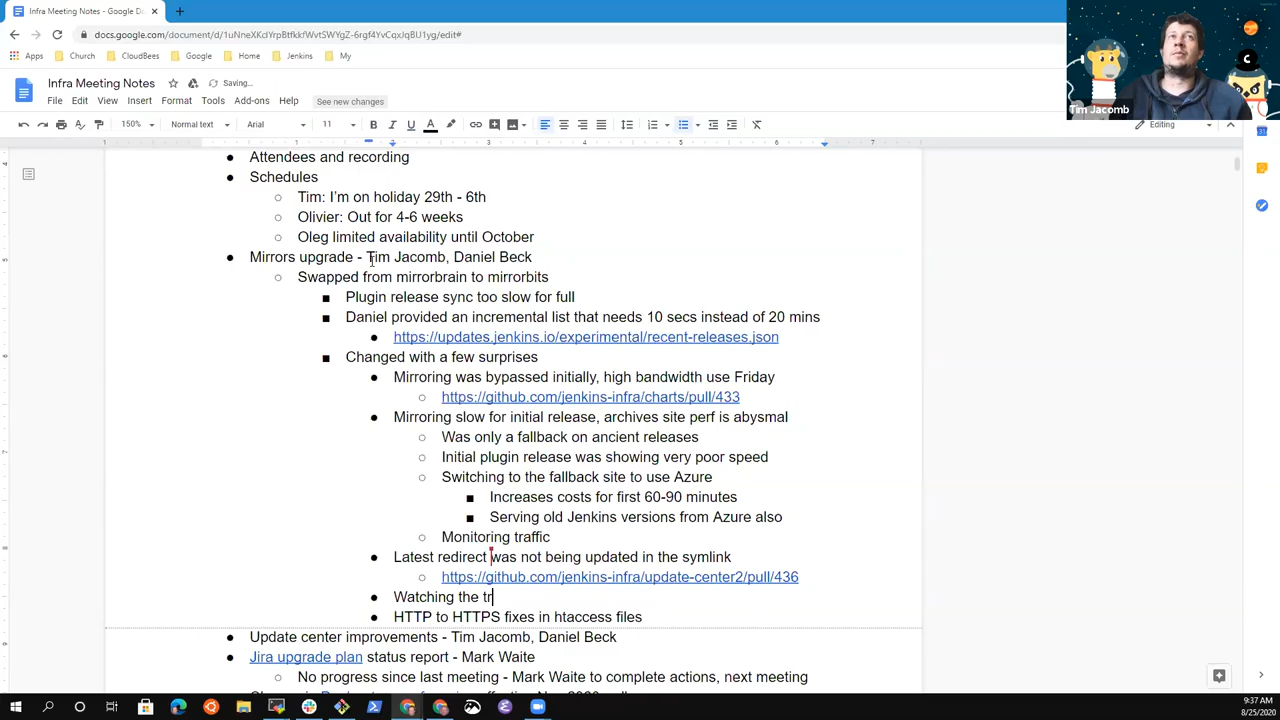 Infra Meeting Notes - Google D
docs.google.com/document/d/1uNneXKcIYrpBtfkkfWvtSWYgZ-6rgf4YvCqxJqBU1yg/edit#
Apps
Church
CloudBees
Google
Home
Jenkins
My
Infra Meeting Notes
Saving...
File
Edit
View
Insert
Format
Tools
Add-ons
Help
See new changes
150%
Normal text
Arial
11
Editing
Tim Jacomb
Attendees and recording
Schedules
Tim: I'm on holiday 29th - 6th
Olivier: Out for 4-6 weeks
Oleg limited availability until October
Mirrors upgrade - Tim Jacomb, Daniel Beck
Swapped from mirrorbrain to mirrorbits
Plugin release sync too slow for full
Daniel provided an incremental list that needs 10 secs instead of 20 mins
https://updates.jenkins.io/experimental/recent-releases.json
Changed with a few surprises
Mirroring was bypassed initially, high bandwidth use Friday
https://github.com/jenkins-infra/charts/pull/433
Mirroring slow for initial release, archives site perf is abysmal
Was only a fallback on ancient releases
Initial plugin release was showing very poor speed
Switching to the fallback site to use Azure
Increases costs for first 60-90 minutes
Serving old Jenkins versions from Azure also
Monitoring traffic
Latest redirect was not being updated in the symlink
https://github.com/jenkins-infra/update-center2/pull/436
Watching the tr
HTTP to HTTPS fixes in htaccess files
Update center improvements - Tim Jacomb, Daniel Beck
Jira upgrade plan status report - Mark Waite
No progress since last meeting - Mark Waite to complete actions, next meeting
9:37 AM
8/25/2020